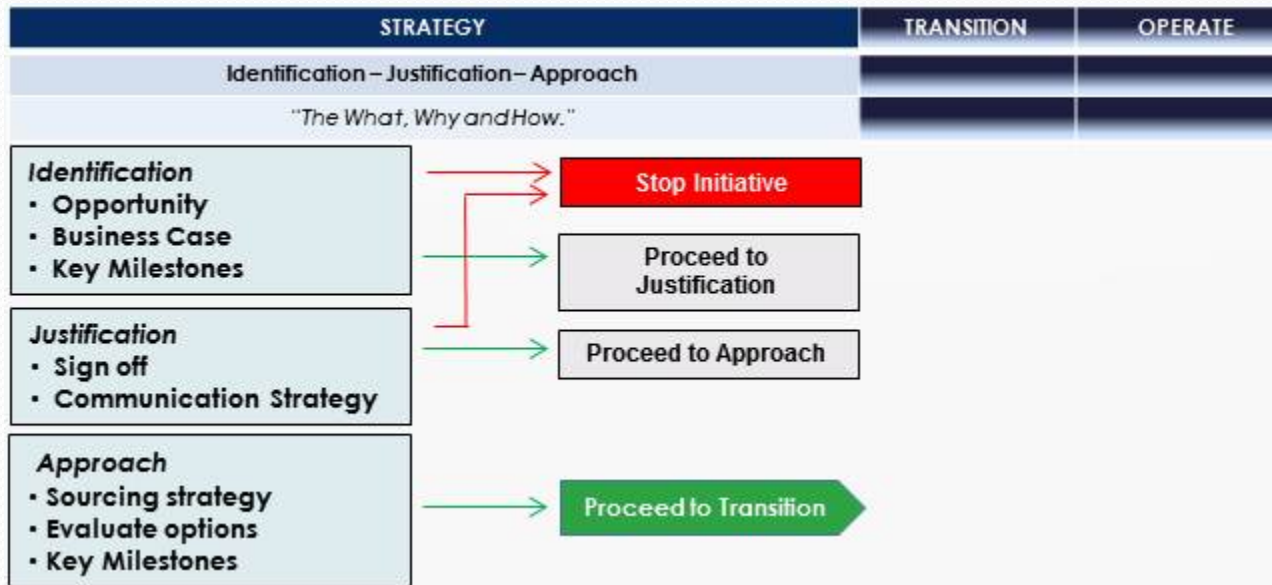 STRATEGY
TRANSITION
OPERATE
Identification – Justification – Approach
"The What, Why and How."
Identification
▪ Opportunity
▪ Business Case
▪ Key Milestones
Stop Initiative
Proceed to
Justification
Justification
▪ Sign off
▪ Communication Strategy
Proceed to Approach
Approach
▪ Sourcing strategy
▪ Evaluate options
▪ Key Milestones
Proceed to Transition